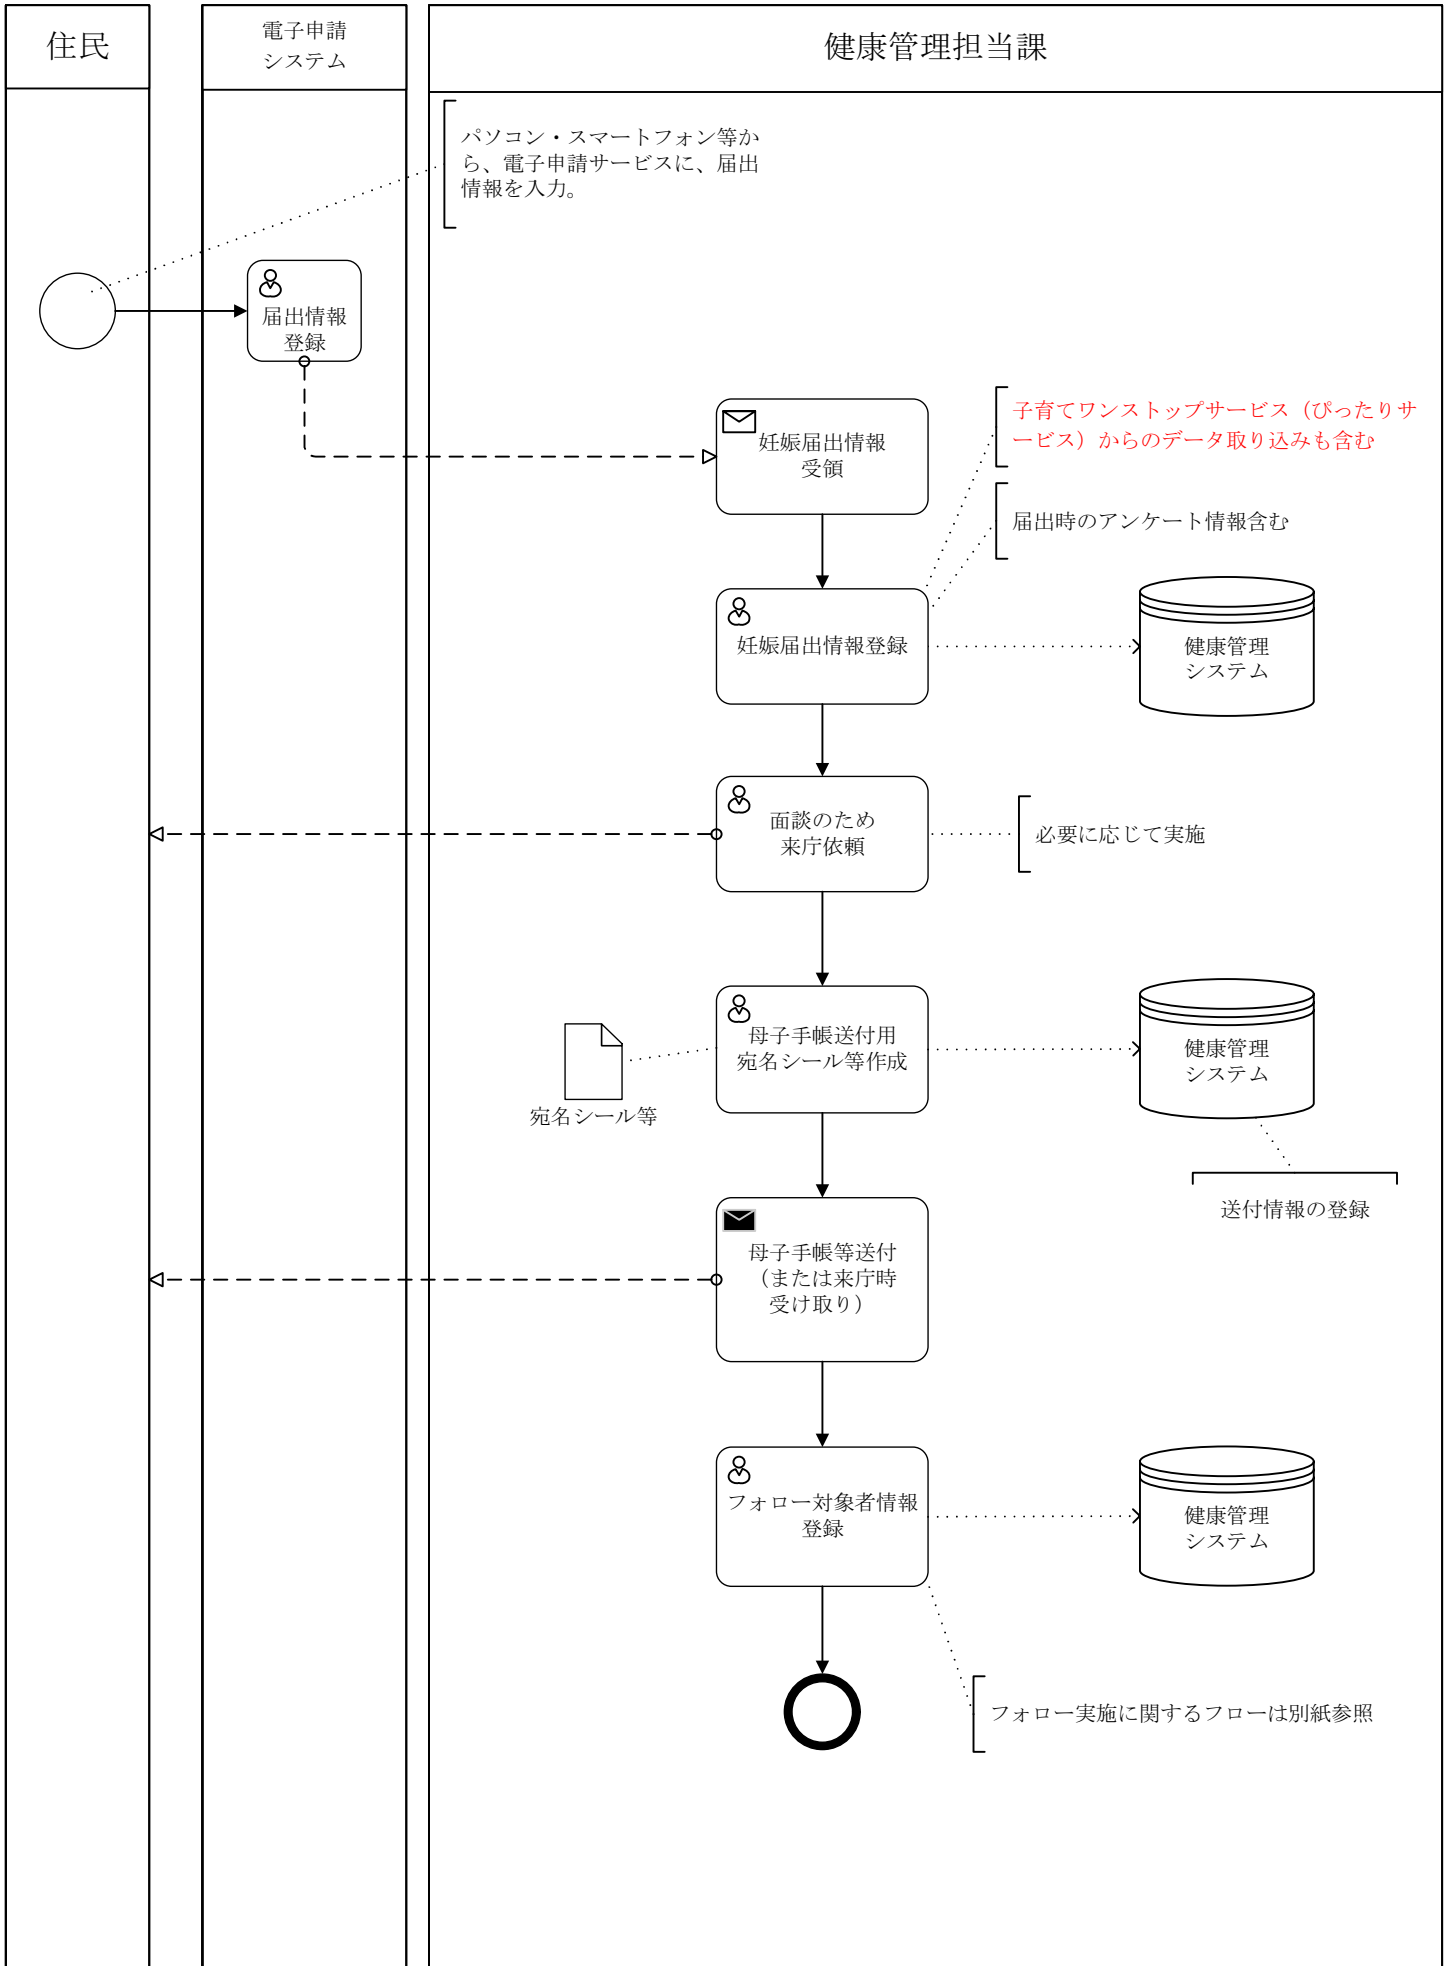 住民
電子申請
システム
健康管理担当課
パソコン・スマートフォン等か
ら、電子申請サービスに、届出
情報を入力。
届出情報
登録
妊娠届出情報
受領
子育てワンストップサービス（ぴったりサ
ービス）からのデータ取り込みも含む
届出時のアンケート情報含む
妊娠届出情報登録
健康管理
システム
面談のため
来庁依頼
必要に応じて実施
母子手帳送付用
宛名シール等作成
宛名シール等
健康管理
システム
送付情報の登録
母子手帳等送付
（または来庁時
受け取り）
フォロー対象者情報
登録
健康管理
システム
フォロー実施に関するフローは別紙参照